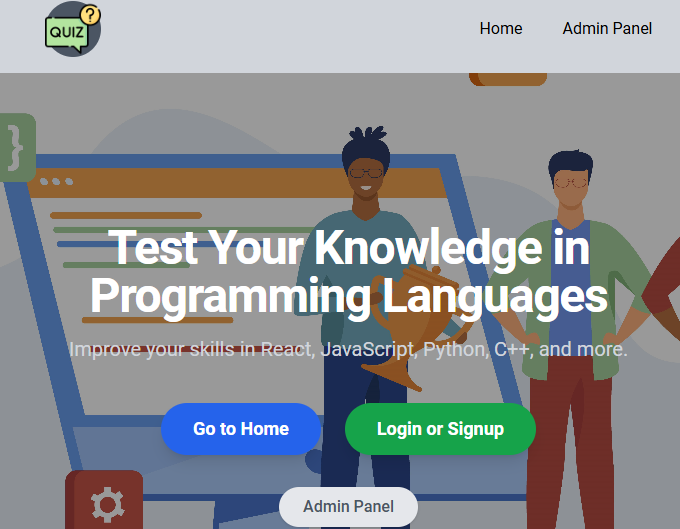 QUIZ
?
Home
Admin Panel
}
Test Your Knowledge in
Programming Languages
Improve your skills in React, JavaScript, Python, C++, and more.
Go to Home
Login or Signup
Admin Panel